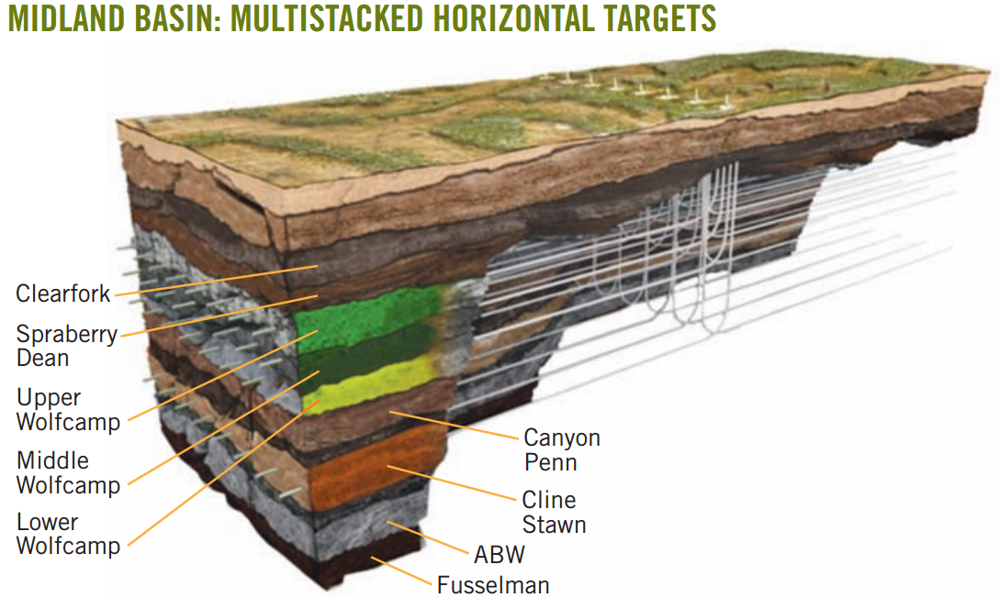 MIDLAND BASIN: MULTISTACKED HORIZONTAL TARGETS
Clearfork
Spraberry
Dean
Upper
Wolfcamp
Middle
Wolfcamp
Lower
Wolfcamp
Canyon
Penn
Cline
Stawn
ABW
Fusselman